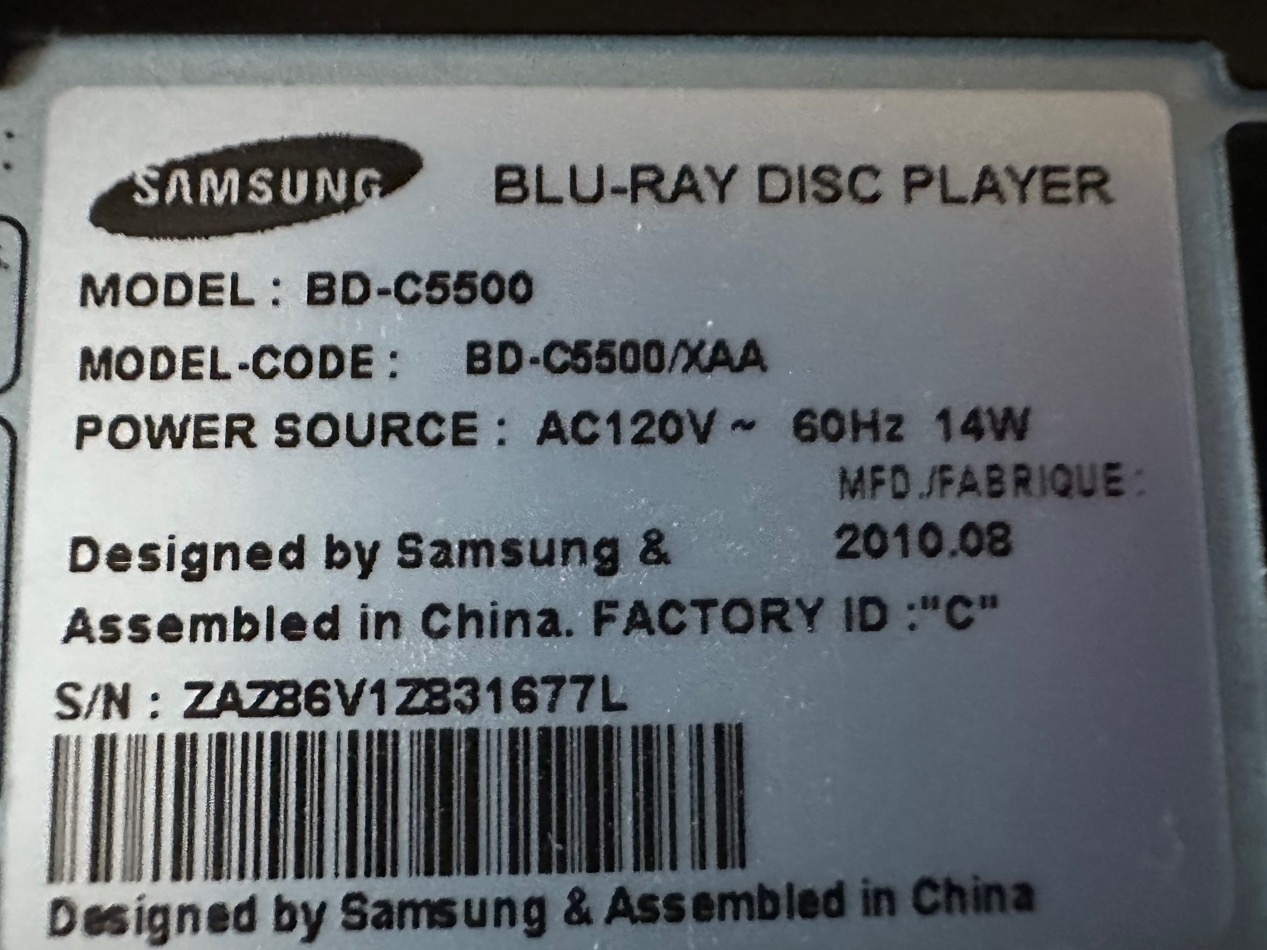 SAMSUNG BLU-RAY DISC PLAYER
MODEL : BD-C5500
MODEL-CODE : BD-C5500/XAA
POWER SOURCE : AC120V ~ 60Hz 14W
MFD./FABRIQUE :
Designed by Samsung & 2010.08
Assembled in China. FACTORY ID :"C"
S/N : ZAZ86V1Z831677L
Designed by Samsung & Assembled in China